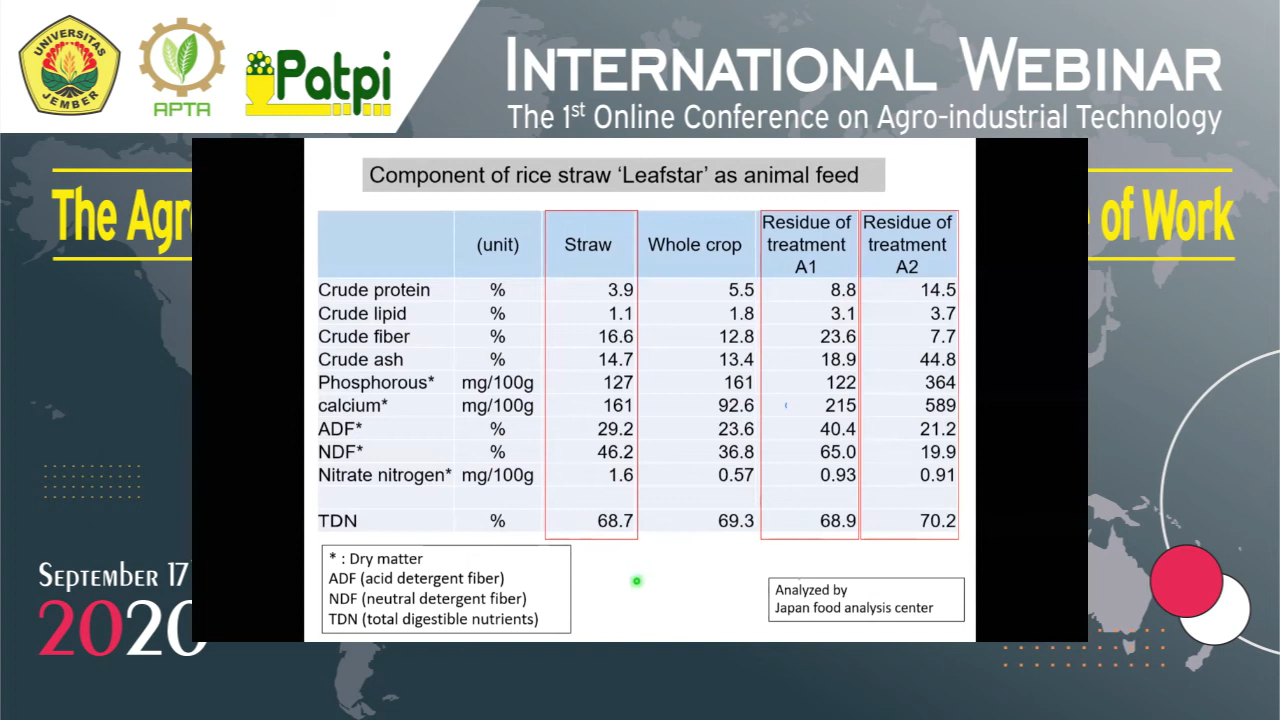 UNIVERSITAS
JEMBER
APTA
Patpi
INTERNATIONAL WEBINAR
The 1st Online Conference on Agro-industrial Technology
The Agr
e of Work
SEPTEMBER 17
2020
Component of rice straw ‘Leafstar’ as animal feed
(unit) Straw Whole crop Residue of treatment A1 Residue of treatment A2
Crude protein % 3.9 5.5 8.8 14.5
Crude lipid % 1.1 1.8 3.1 3.7
Crude fiber % 16.6 12.8 23.6 7.7
Crude ash % 14.7 13.4 18.9 44.8
Phosphorous* mg/100g 127 161 122 364
calcium* mg/100g 161 92.6 215 589
ADF* % 29.2 23.6 40.4 21.2
NDF* % 46.2 36.8 65.0 19.9
Nitrate nitrogen* mg/100g 1.6 0.57 0.93 0.91
TDN % 68.7 69.3 68.9 70.2
* : Dry matter
ADF (acid detergent fiber)
NDF (neutral detergent fiber)
TDN (total digestible nutrients)
Analyzed by
Japan food analysis center